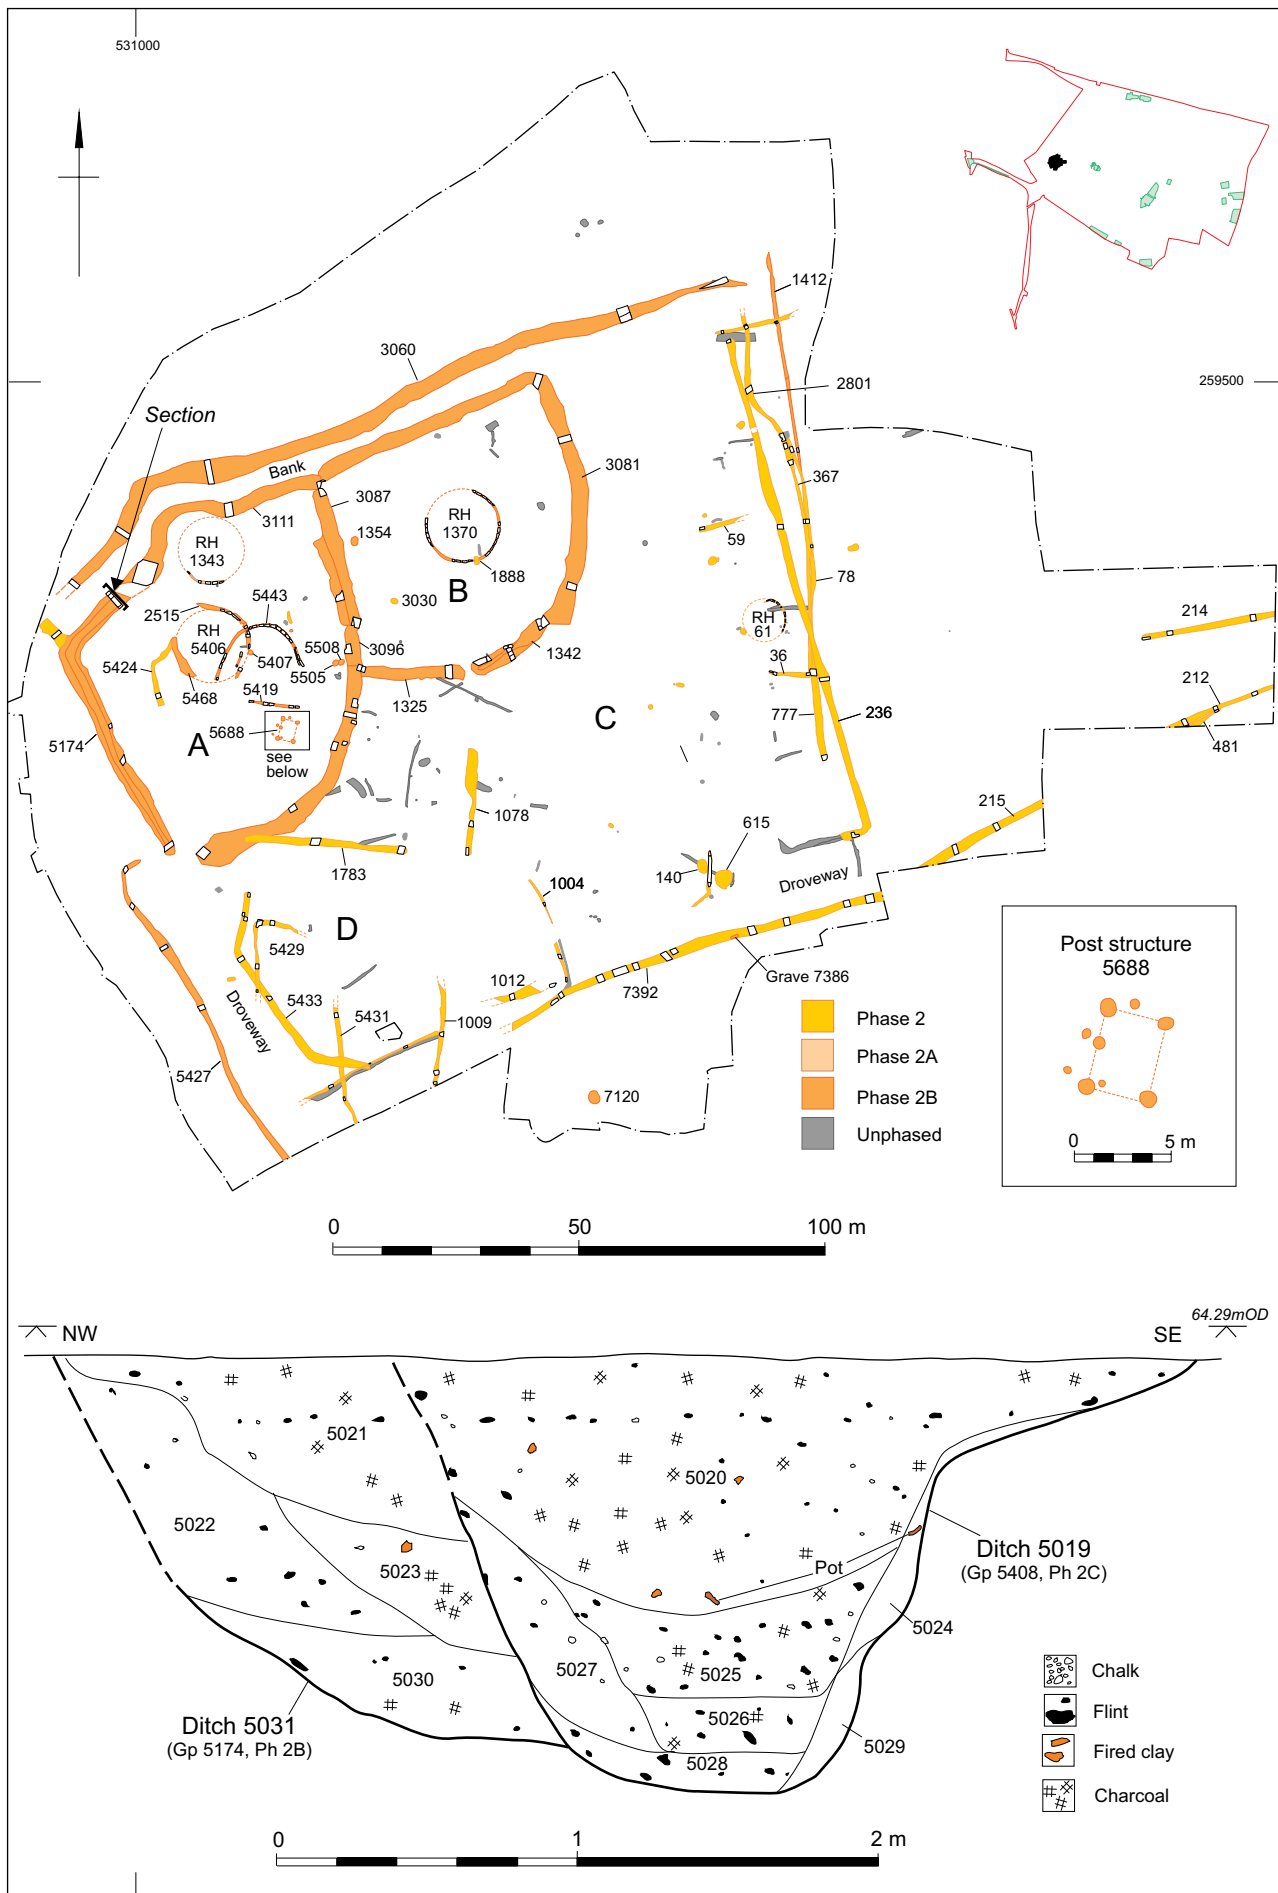 531000
1412
3060
2801
259500
Section
Bank
3081
3087
367
3111
RH
1370
1354
RH
1343
59
1888
B
78
2515
5443
3030
RH
61
214
RH
5406
5508
3096
1342
5424
5407
5505
36
212
5468
1325
C
5419
777
236
A
5688
481
5174
see
below
1078
215
615
1783
140
1004
Droveway
D
5429
Post structure
5688
Grave 7386
1012
7392
5433
Droveway
5431
1009
Phase 2
Phase 2A
5427
7120
Phase 2B
0 5 m
Unphased
0 50 100 m
64.29mOD
NW SE
5021
5020
5022
Ditch 5019
(Gp 5408, Ph 2C)
5023
Pot
5024
5027
5025
5030
Chalk
Ditch 5031
(Gp 5174, Ph 2B)
5026
Flint
5029
5028
Fired clay
Charcoal
0 1 2 m